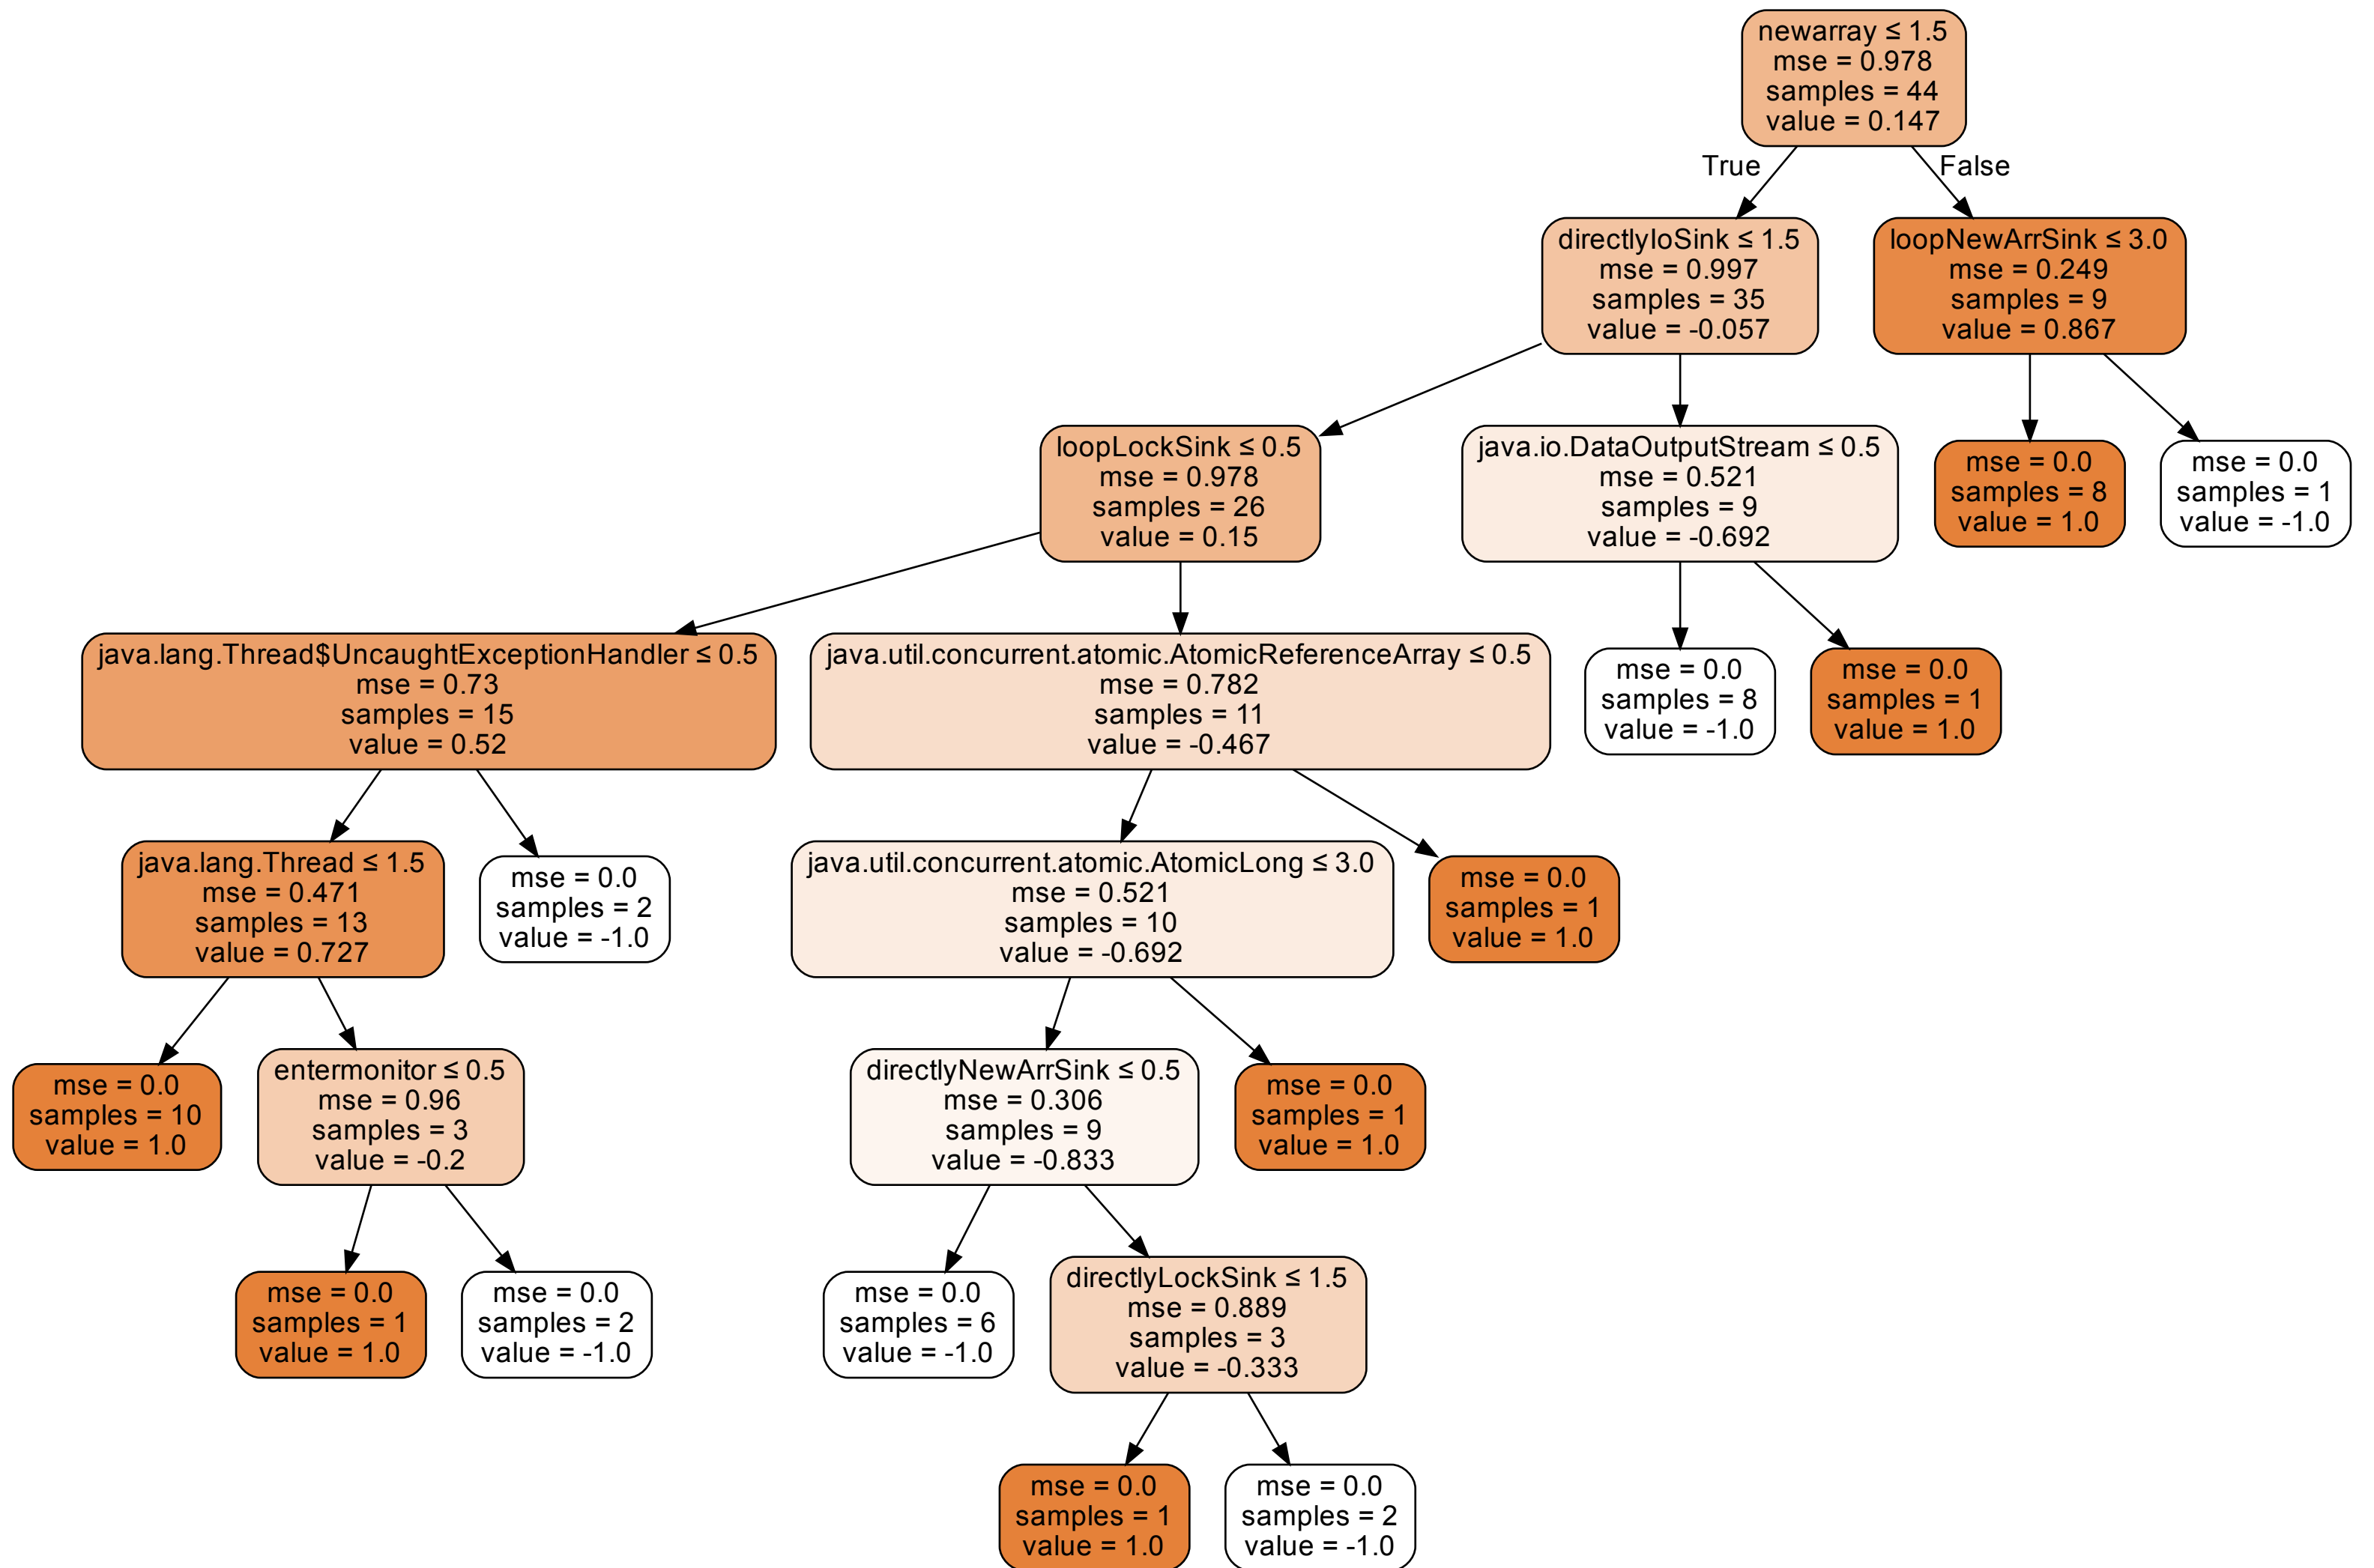 newarray ≤ 1.5
mse = 0.978
samples = 44
value = 0.147
True
False
directlyIoSink ≤ 1.5
mse = 0.997
samples = 35
value = -0.057
loopNewArrSink ≤ 3.0
mse = 0.249
samples = 9
value = 0.867
loopLockSink ≤ 0.5
mse = 0.978
samples = 26
value = 0.15
java.io.DataOutputStream ≤ 0.5
mse = 0.521
samples = 9
value = -0.692
mse = 0.0
samples = 8
value = 1.0
mse = 0.0
samples = 1
value = -1.0
java.lang.Thread$UncaughtExceptionHandler ≤ 0.5
mse = 0.73
samples = 15
value = 0.52
java.util.concurrent.atomic.AtomicReferenceArray ≤ 0.5
mse = 0.782
samples = 11
value = -0.467
mse = 0.0
samples = 8
value = -1.0
mse = 0.0
samples = 1
value = 1.0
java.lang.Thread ≤ 1.5
mse = 0.471
samples = 13
value = 0.727
mse = 0.0
samples = 2
value = -1.0
java.util.concurrent.atomic.AtomicLong ≤ 3.0
mse = 0.521
samples = 10
value = -0.692
mse = 0.0
samples = 1
value = 1.0
mse = 0.0
samples = 10
value = 1.0
entermonitor ≤ 0.5
mse = 0.96
samples = 3
value = -0.2
directlyNewArrSink ≤ 0.5
mse = 0.306
samples = 9
value = -0.833
mse = 0.0
samples = 1
value = 1.0
mse = 0.0
samples = 1
value = 1.0
mse = 0.0
samples = 2
value = -1.0
mse = 0.0
samples = 6
value = -1.0
directlyLockSink ≤ 1.5
mse = 0.889
samples = 3
value = -0.333
mse = 0.0
samples = 1
value = 1.0
mse = 0.0
samples = 2
value = -1.0